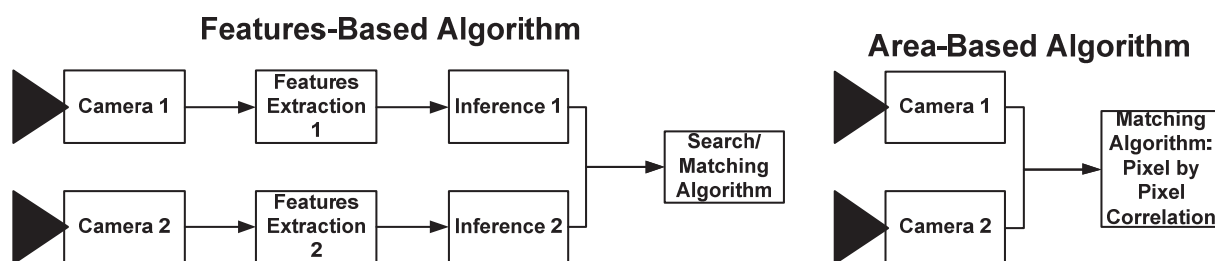 Features-Based Algorithm
Camera 1
Features
Extraction
1
Inference 1
Camera 2
Features
Extraction
2
Inference 2
Search/
Matching
Algorithm
Area-Based Algorithm
Camera 1
Camera 2
Matching
Algorithm:
Pixel by
Pixel
Correlation